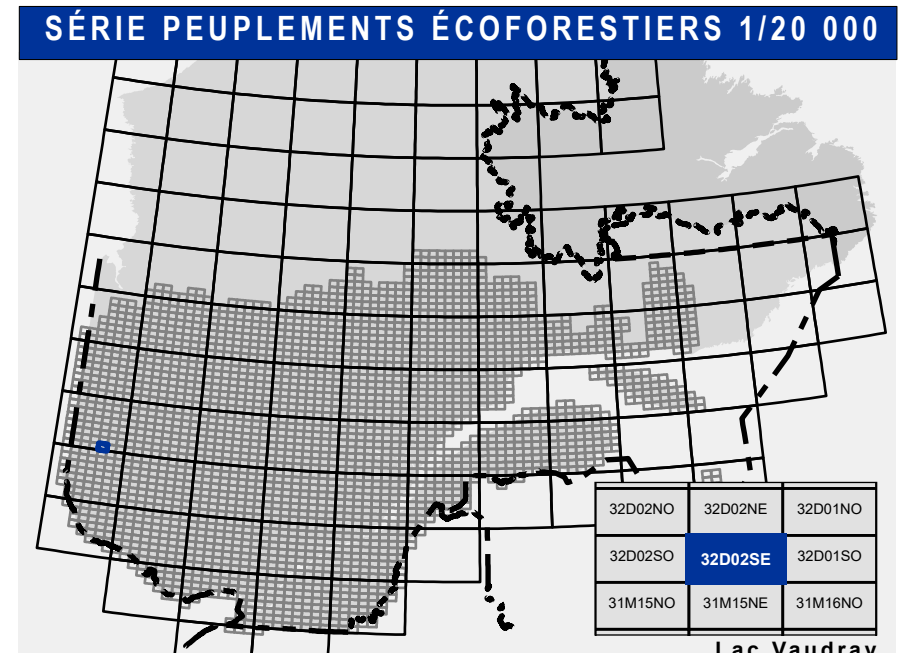 SÉRIE PEUPLEMENTS ÉCOFORESTIERS 1/20 000
32D02NO 32D02NE 32D01NO
32D02SO 32D02SE 32D01SO
31M15NO 31M15NE 31M16NO
Lac Vaudray